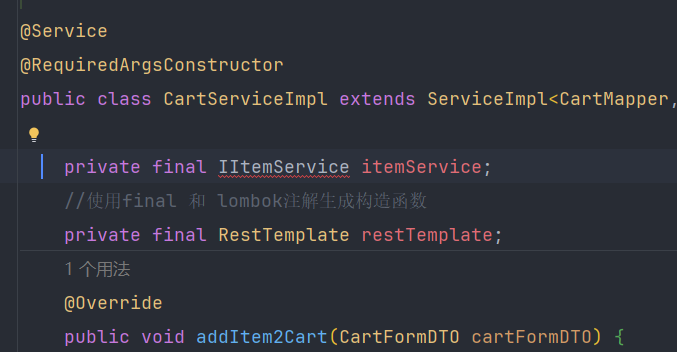 @Service
@RequiredArgsConstructor
public class CartServiceImpl extends ServiceImpl<CartMapper,
private final IItemService itemService;
//使用final 和 lombok注解生成构造函数
private final RestTemplate restTemplate;
1 个用法
@Override
public void addItem2Cart(CartFormDTO cartFormDTO) {